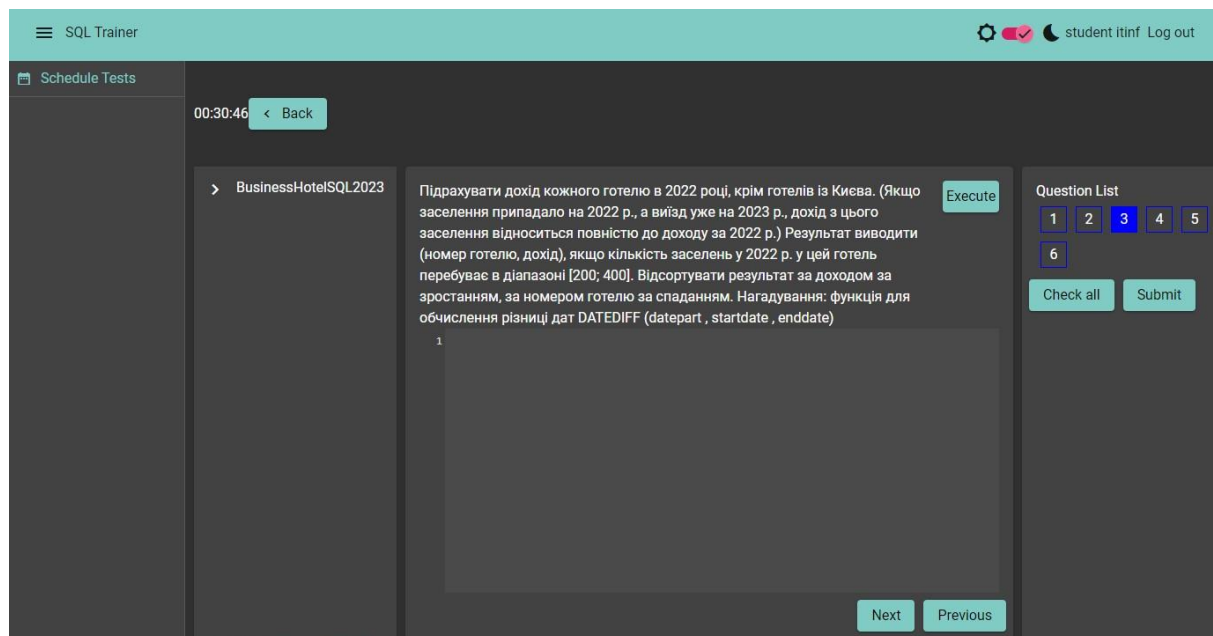 SQL Trainer
student itinf Log out
Schedule Tests
00:30:46 Back
BusinessHotelSQL2023
Підрахувати дохід кожного готелю в 2022 році, крім готелів із Києва. (Якщо
заселення припадало на 2022 р., а виїзд уже на 2023 р., дохід з цього
заселення відноситься повністю до доходу за 2022 р.) Результат виводити
(номер готелю, дохід), якщо кількість заселень у 2022 р. у цей готель
перебуває в діапазоні [200; 400]. Відсортувати результат за доходом за
зростанням, за номером готелю за спаданням. Нагадування: функція для
обчислення різниці дат DATEDIFF (datepart , startdate , enddate)
Execute
1
Next Previous
Question List
1 2 3 4 5
6
Check all Submit